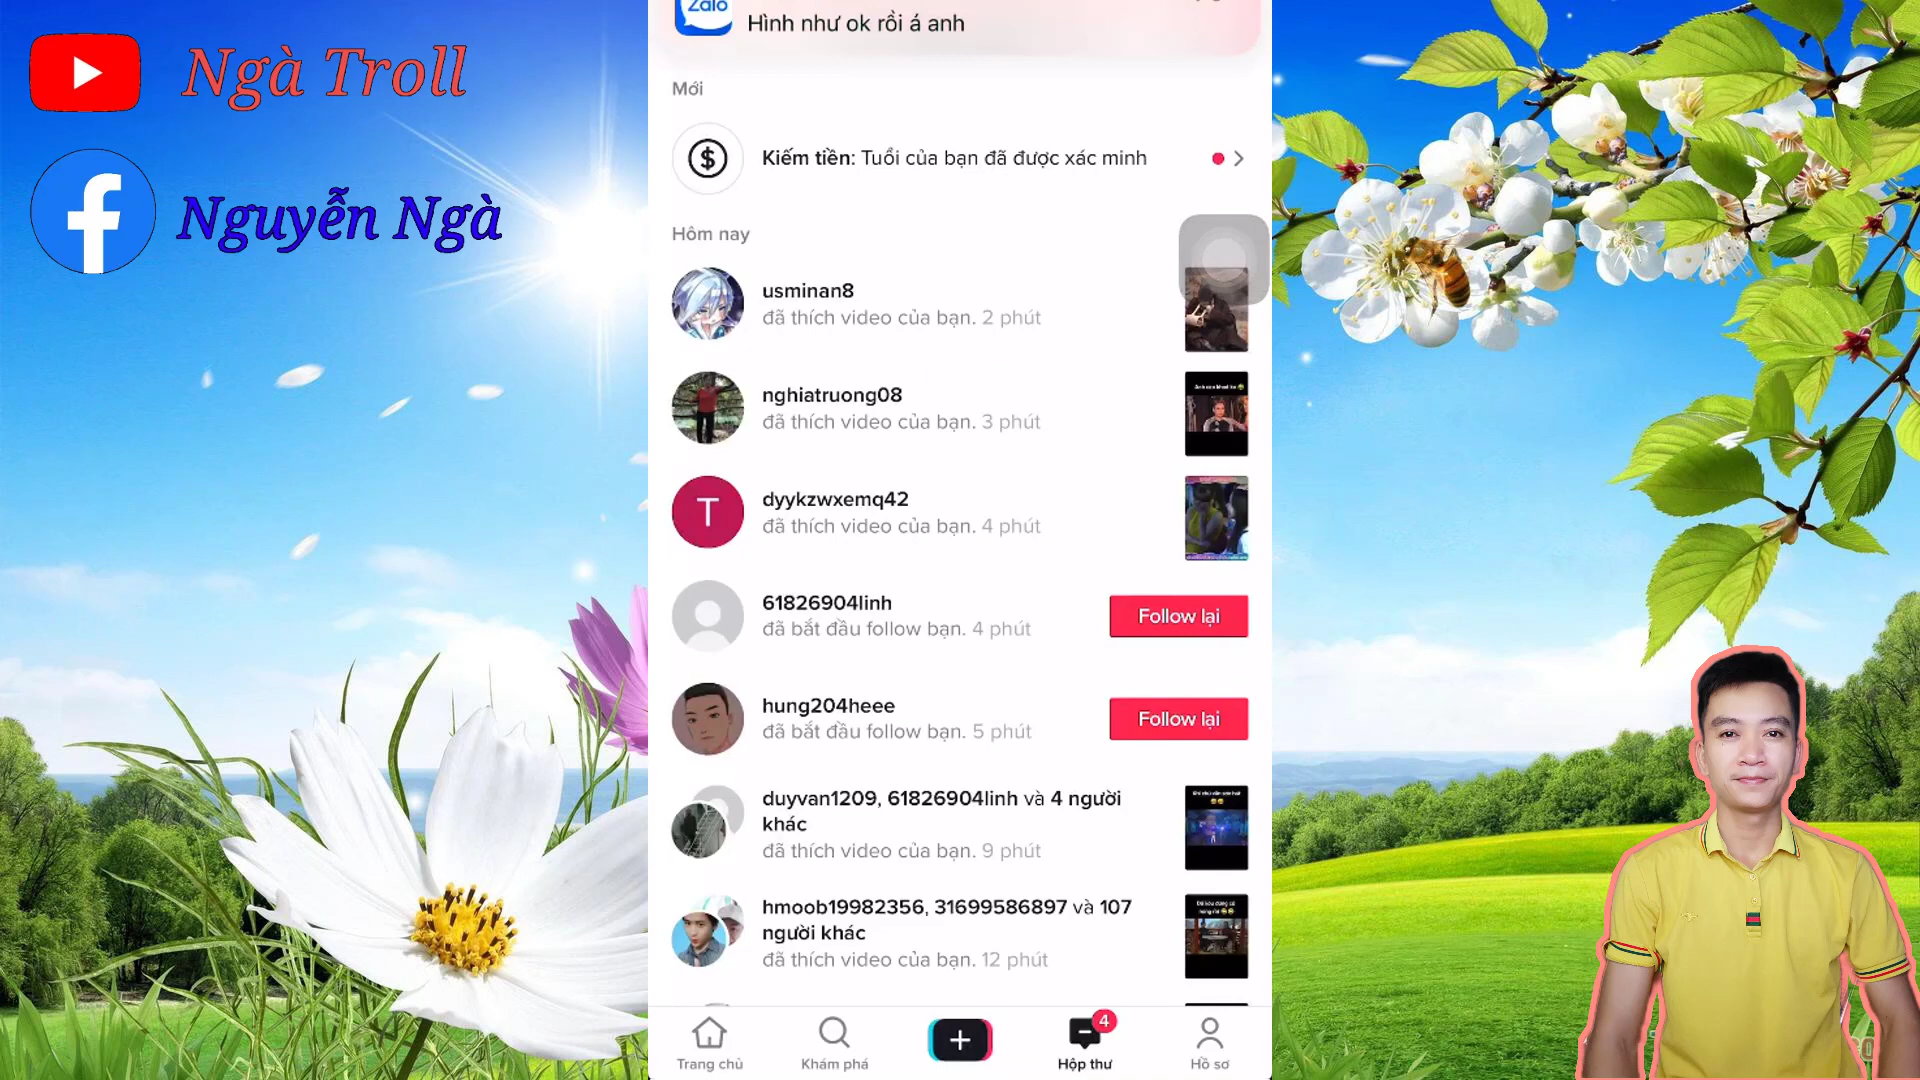 Ngà Troll
Nguyễn Ngà
Zalo
Hình như ok rồi á anh
Mới
Kiếm tiền: Tuổi của bạn đã được xác minh
Hôm nay
usminan8
đã thích video của bạn. 2 phút
nghiatruong08
đã thích video của bạn. 3 phút
T
dyykzwxemq42
đã thích video của bạn. 4 phút
61826904linh
đã bắt đầu follow bạn. 4 phút
Follow lại
hung204heee
đã bắt đầu follow bạn. 5 phút
Follow lại
duyvan1209, 61826904linh và 4 người
khác
đã thích video của bạn. 9 phút
hmoob19982356, 31699586897 và 107
người khác
đã thích video của bạn. 12 phút
4
Trang chủ
Khám phá
Hộp thư
Hồ sơ